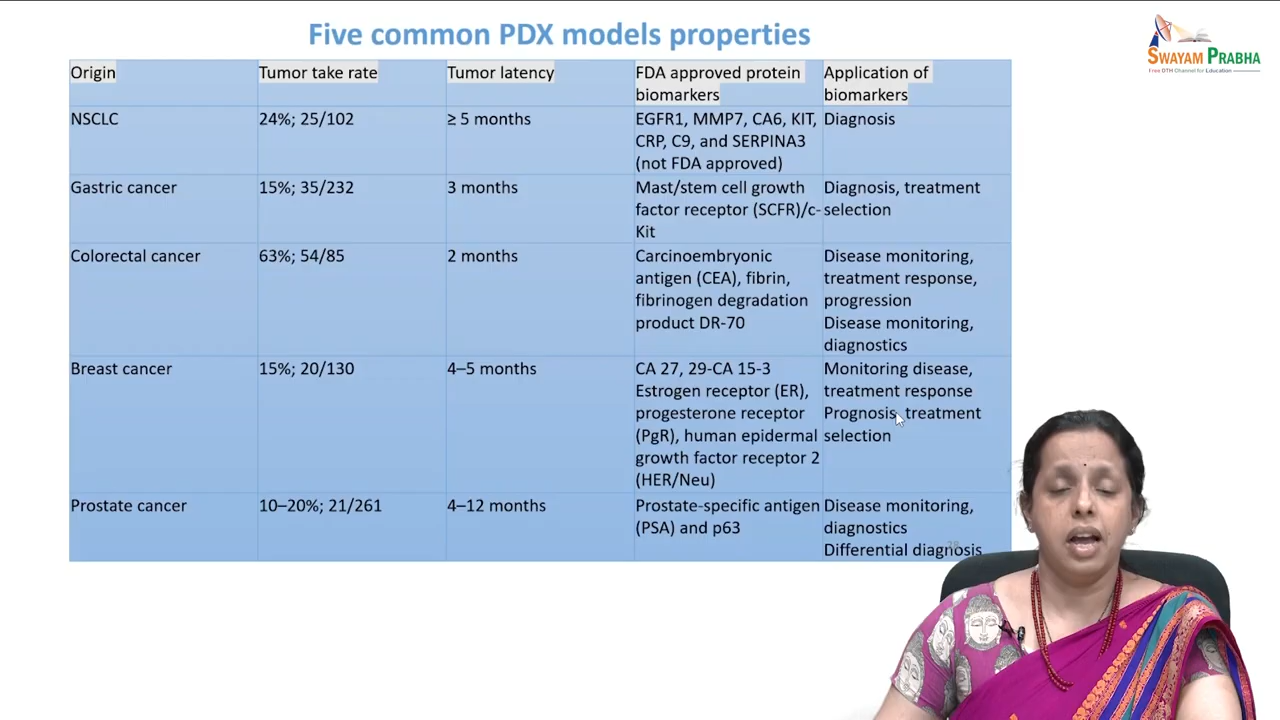 Five common PDX models properties
SWAYAM PRABHA
Free DTH Channel for Education
Origin
Tumor take rate
Tumor latency
FDA approved protein
biomarkers
Application of
biomarkers
NSCLC
24%; 25/102
≥ 5 months
EGFR1, MMP7, CA6, KIT,
CRP, C9, and SERPINA3
(not FDA approved)
Diagnosis
Gastric cancer
15%; 35/232
3 months
Mast/stem cell growth
factor receptor (SCFR)/c-
Kit
Diagnosis, treatment
selection
Colorectal cancer
63%; 54/85
2 months
Carcinoembryonic
antigen (CEA), fibrin,
fibrinogen degradation
product DR-70
Disease monitoring,
treatment response,
progression
Disease monitoring,
diagnostics
Breast cancer
15%; 20/130
4–5 months
CA 27, 29-CA 15-3
Estrogen receptor (ER),
progesterone receptor
(PgR), human epidermal
growth factor receptor 2
(HER/Neu)
Monitoring disease,
treatment response
Prognosis, treatment
selection
Prostate cancer
10–20%; 21/261
4–12 months
Prostate-specific antigen
(PSA) and p63
Disease monitoring,
diagnostics
Differential diagnosis